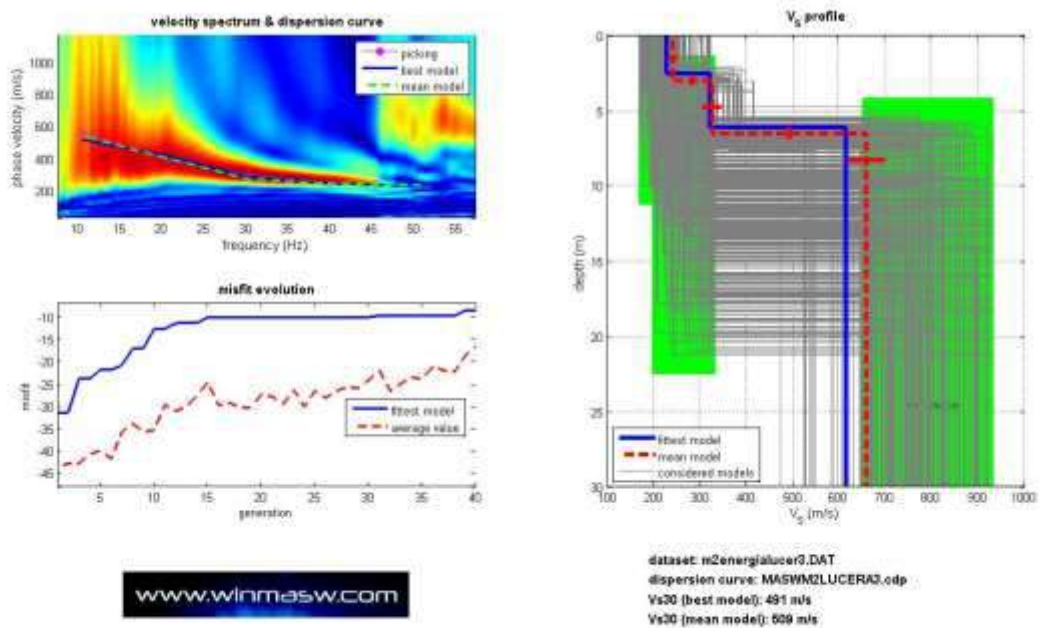 velocity spectrum & dispersion curve
phase velocity (m/s)
1000
800
600
400
200
picking
best model
mean model
10 15 20 25 30 35 40 45 50 55
frequency (Hz)
misfit evolution
misfit
-10
-15
-20
-25
-30
-35
-40
-45
fittest model
average value
5 10 15 20 25 30 35 40
generation
www.winmasw.com
VS profile
depth (m)
0
5
10
15
20
25
30
fittest model
mean model
considered models
100 200 300 400 500 600 700 800 900 1000
VS (m/s)
dataset: m2energialucer3.DAT
dispersion curve: MASWM2LUCERA3.cdp
Vs30 (best model): 491 m/s
Vs30 (mean model): 509 m/s